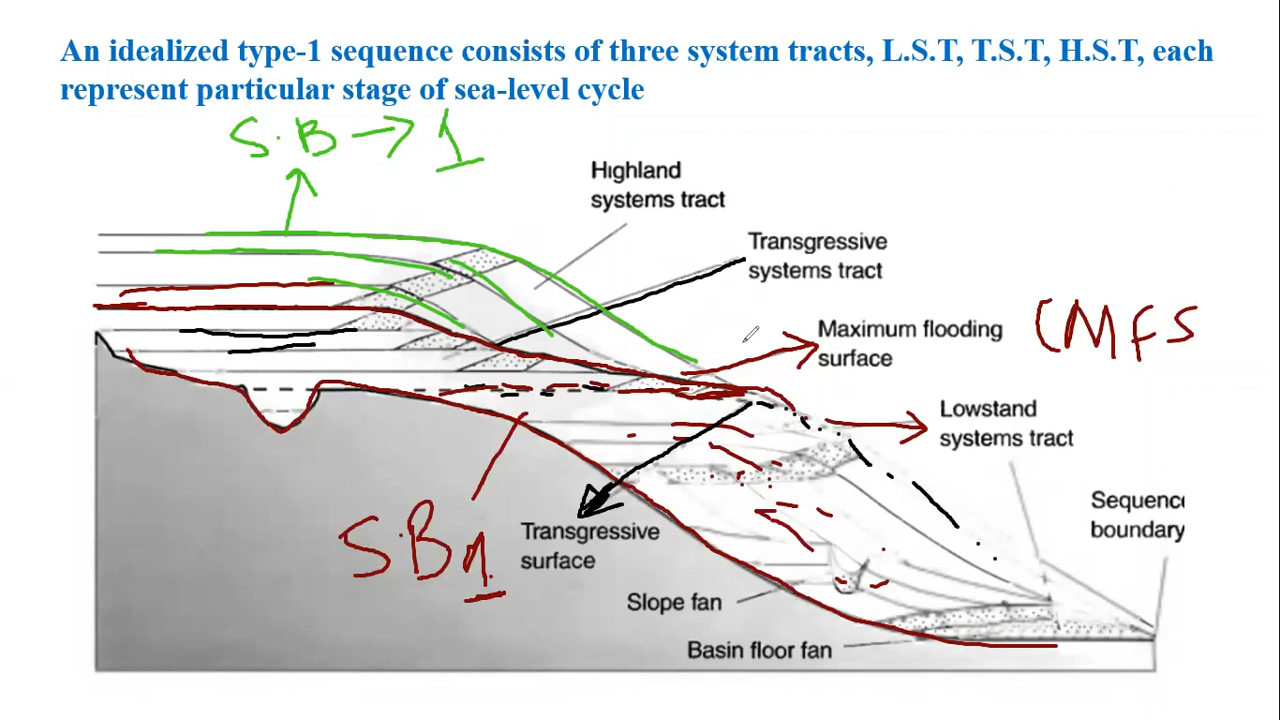 An idealized type-1 sequence consists of three system tracts, L.S.T, T.S.T, H.S.T, each
represent particular stage of sea-level cycle
S.B → 1
Highland
systems tract
Transgressive
systems tract
Maximum flooding
surface
(MFS
Lowstand
systems tract
Sequence
boundary
Transgressive
surface
S.B 1
Slope fan
Basin floor fan